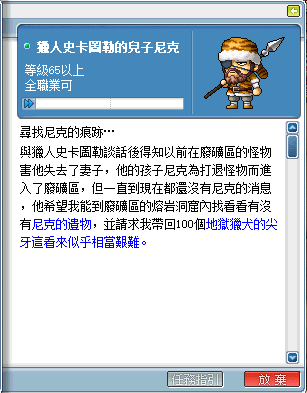 獵人史卡圖勒的兒子尼克
等級65以上
全職業可
尋找尼克的痕跡…
與獵人史卡圖勒談話後得知以前在廢礦區的怪物
害他失去了妻子，他的孩子尼克為打退怪物而進
入了廢礦區，但一直到現在都還沒有尼克的消息
，他希望我能到廢礦區的熔岩洞窟內找看看有沒
有尼克的遺物，並請求我帶回100個地獄獵犬的尖
牙這看來似乎相當艱難。
任務指引
放 棄